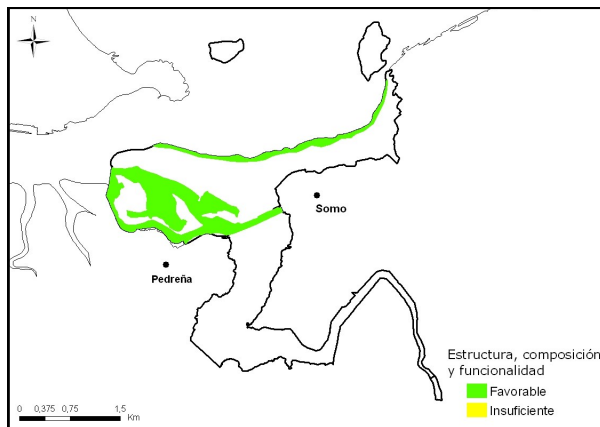 N
Somo
Pedreña
Estructura, composición
y funcionalidad
Favorable
Insuficiente
0 0,375 0,75 1,5
Km